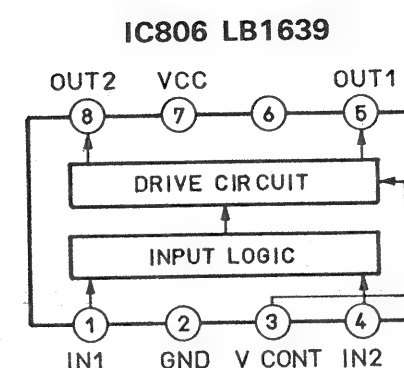 IC806 LB1639
OUT2 VCC OUT1
8 7 6 5
DRIVE CIRCUIT
INPUT LOGIC
1 2 3 4
IN1 GND V CONT IN2